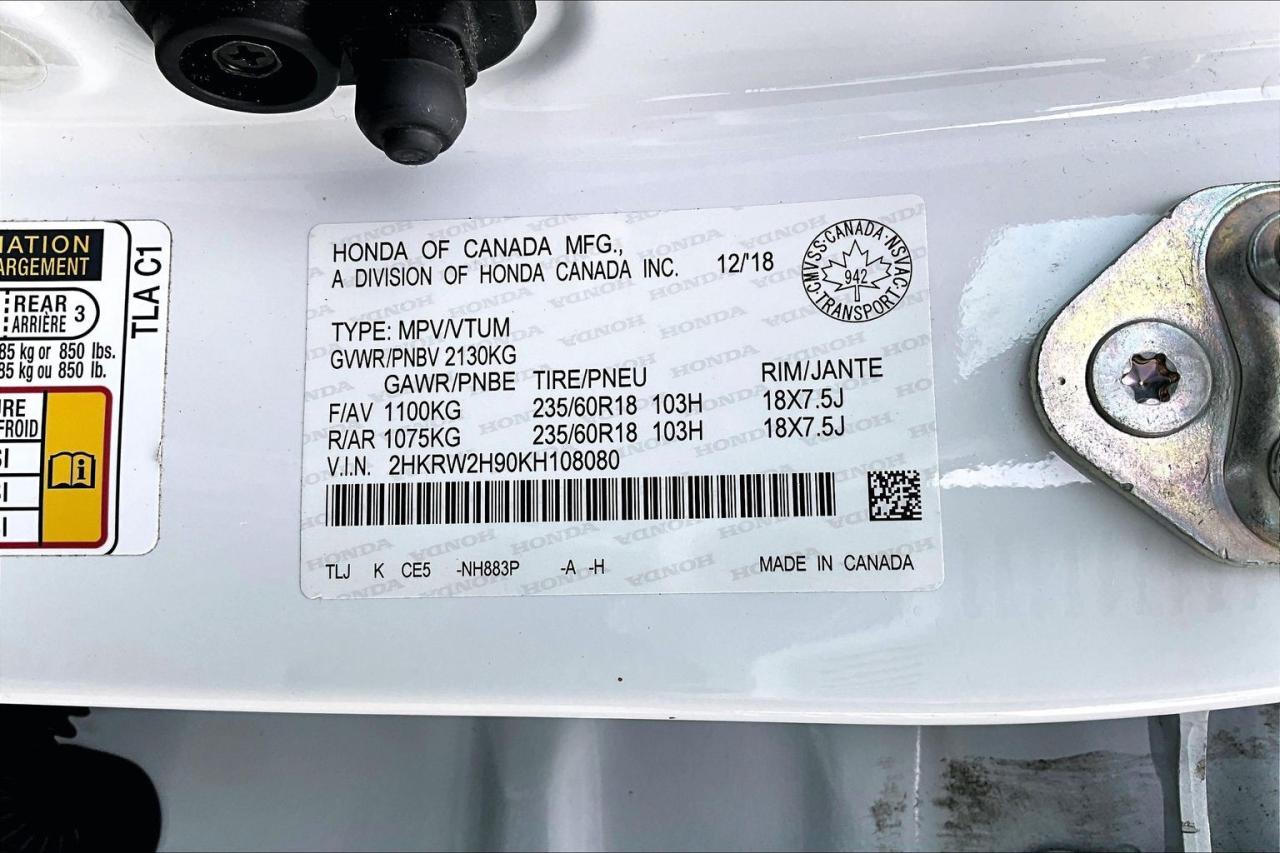 HONDA OF CANADA MFG.,
A DIVISION OF HONDA CANADA INC. 12/'18
CMVSS · CANADA · NSVAC · TRANSPORT ·
942
TYPE: MPV/VTUM
GVWR/PNBV 2130KG
GAWR/PNBE TIRE/PNEU RIM/JANTE
F/AV 1100KG 235/60R18 103H 18X7.5J
R/AR 1075KG 235/60R18 103H 18X7.5J
V.I.N. 2HKRW2H90KH108080
TLJ K CE5 -NH883P -A -H MADE IN CANADA
TLA C1
REAR 3
ARRIÈRE
85 kg or 850 lbs.
85 kg ou 850 lb.
FROID